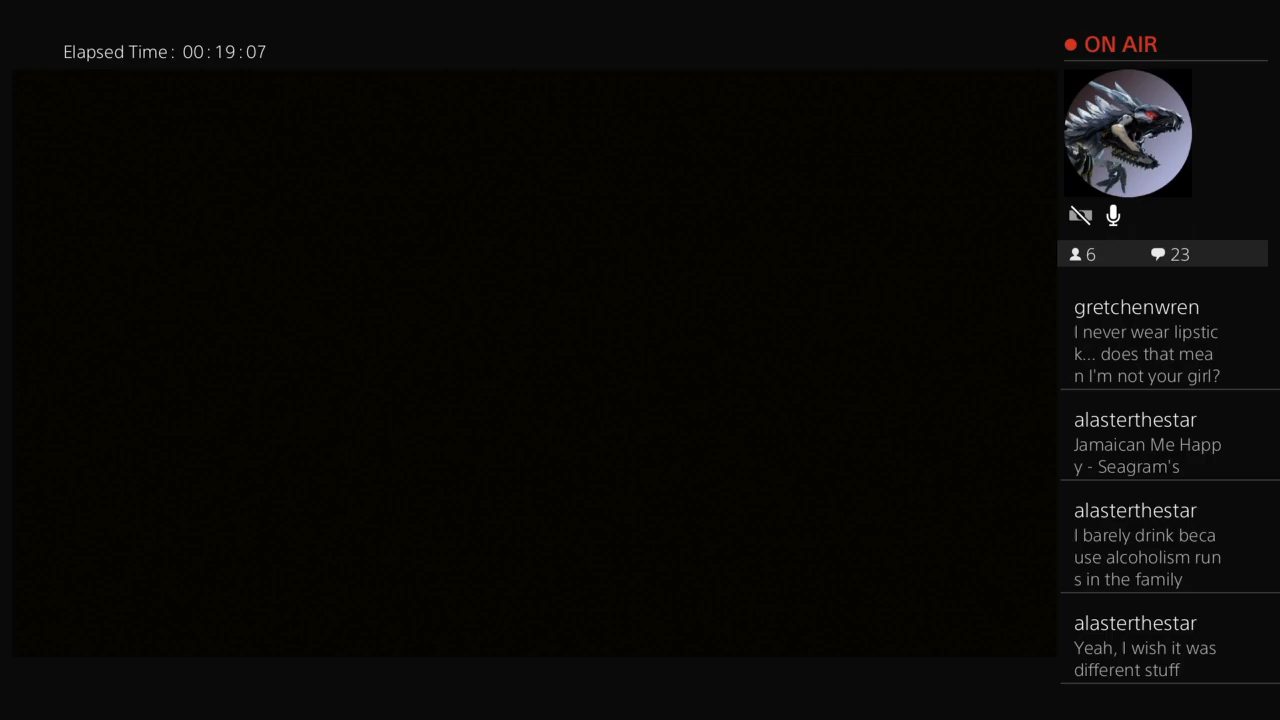 Elapsed Time: 00:19:07
ON AIR
6 23
gretchenwren
I never wear lipstic
k... does that mea
n I'm not your girl?
alasterthestar
Jamaican Me Happ
y - Seagram's
alasterthestar
I barely drink beca
use alcoholism run
s in the family
alasterthestar
Yeah, I wish it was
different stuff